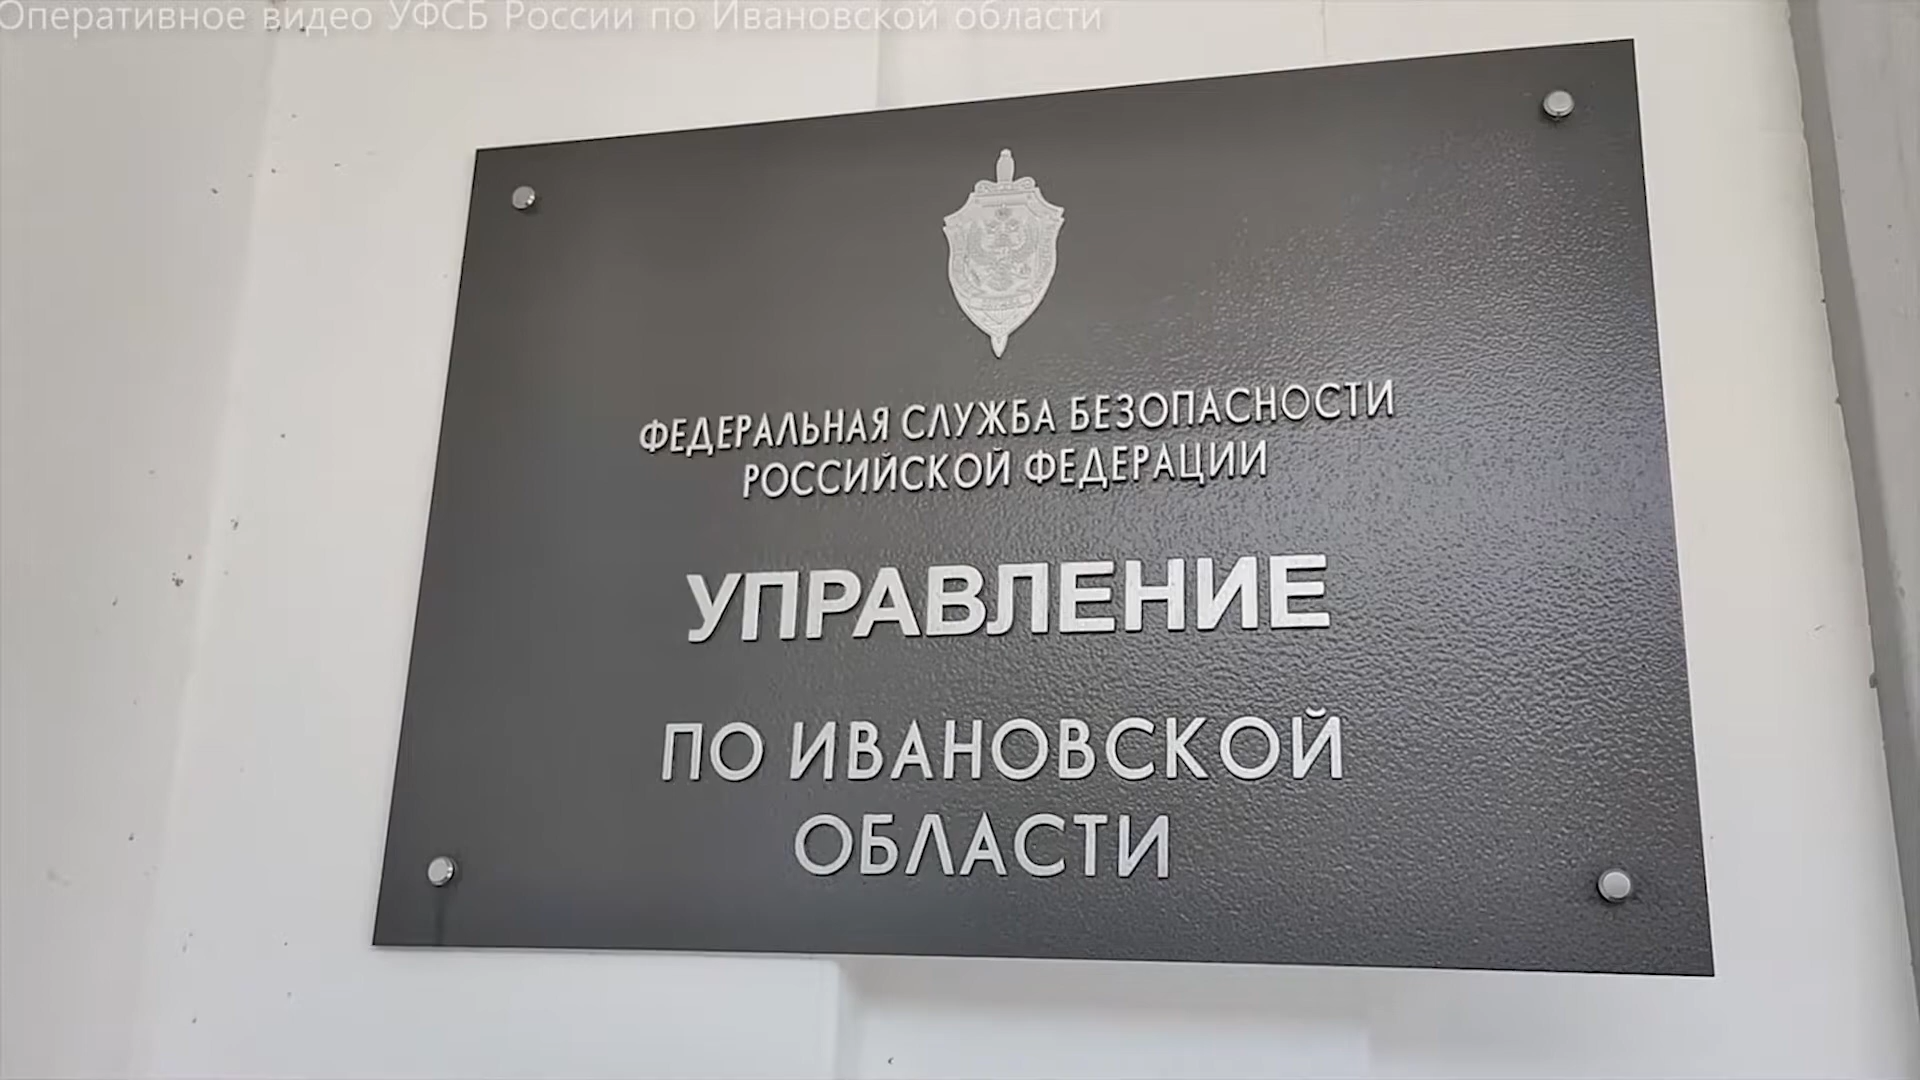 Оперативное видео УФСБ России по Ивановской области
ФЕДЕРАЛЬНАЯ СЛУЖБА БЕЗОПАСНОСТИ
РОССИЙСКОЙ ФЕДЕРАЦИИ
УПРАВЛЕНИЕ
ПО ИВАНОВСКОЙ
ОБЛАСТИ